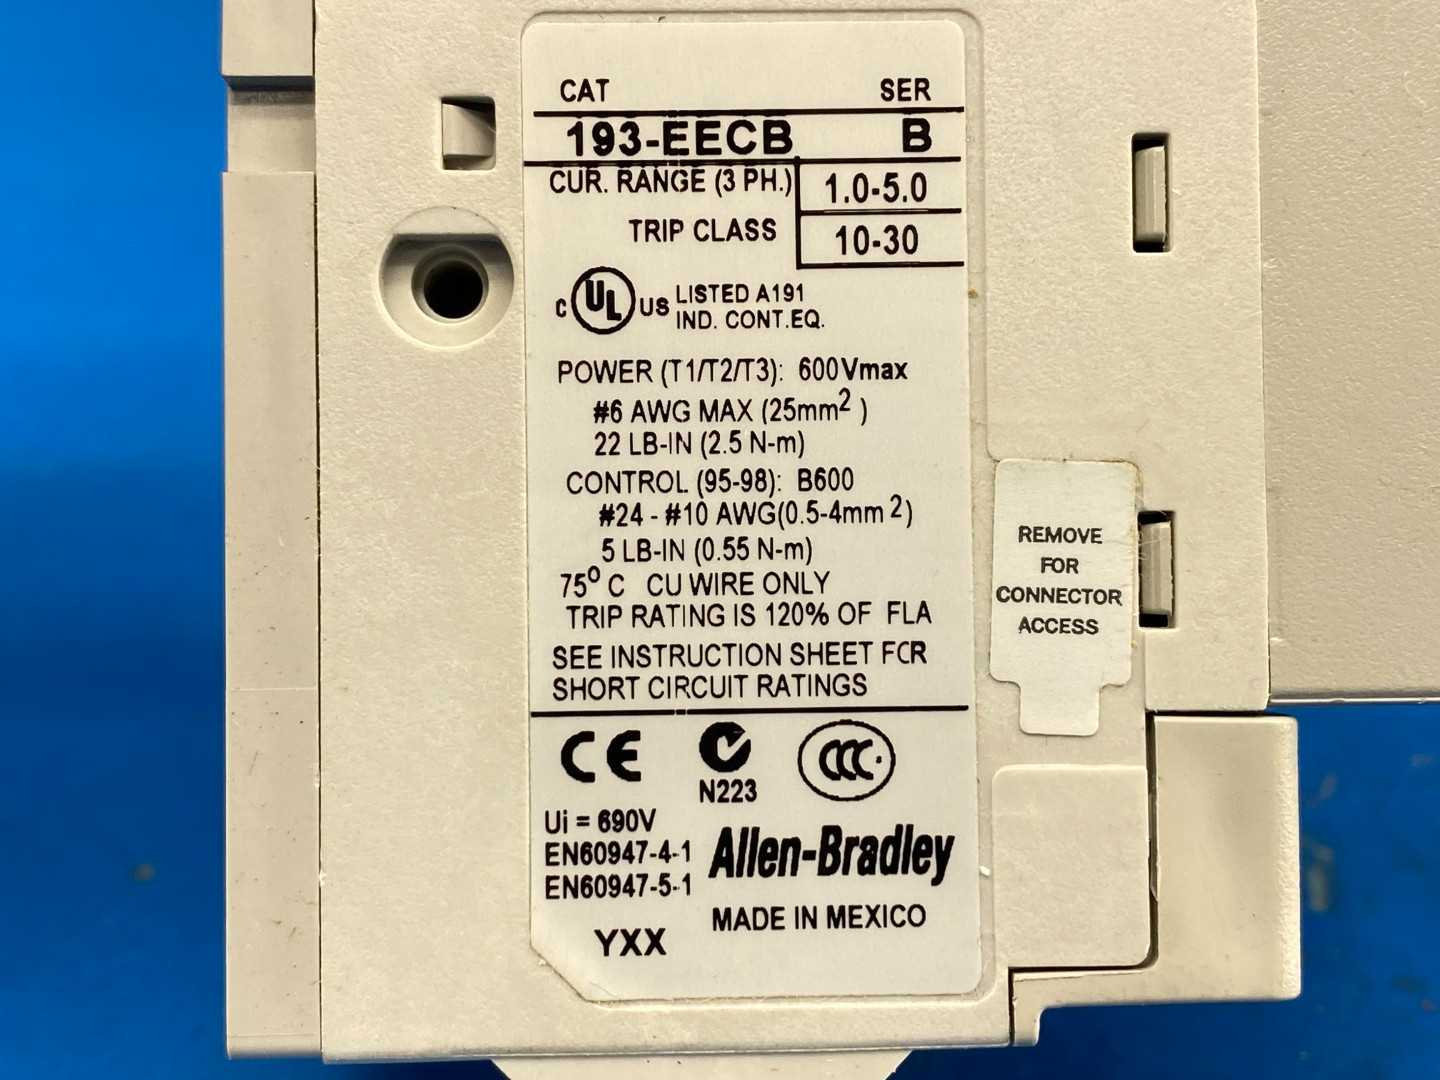 CAT SER
193-EECB B
CUR. RANGE (3 PH.) 1.0-5.0
TRIP CLASS 10-30
C UL US LISTED A191
IND. CONT.EQ.
POWER (T1/T2/T3): 600Vmax
#6 AWG MAX (25mm²)
22 LB-IN (2.5 N-m)
CONTROL (95-98): B600
#24 - #10 AWG(0.5-4mm²)
5 LB-IN (0.55 N-m)
75° C CU WIRE ONLY
TRIP RATING IS 120% OF FLA
SEE INSTRUCTION SHEET FOR
SHORT CIRCUIT RATINGS
CE CCC
N223
Ui = 690V
EN60947-4-1
EN60947-5-1
Allen-Bradley
MADE IN MEXICO
YXX
REMOVE
FOR
CONNECTOR
ACCESS